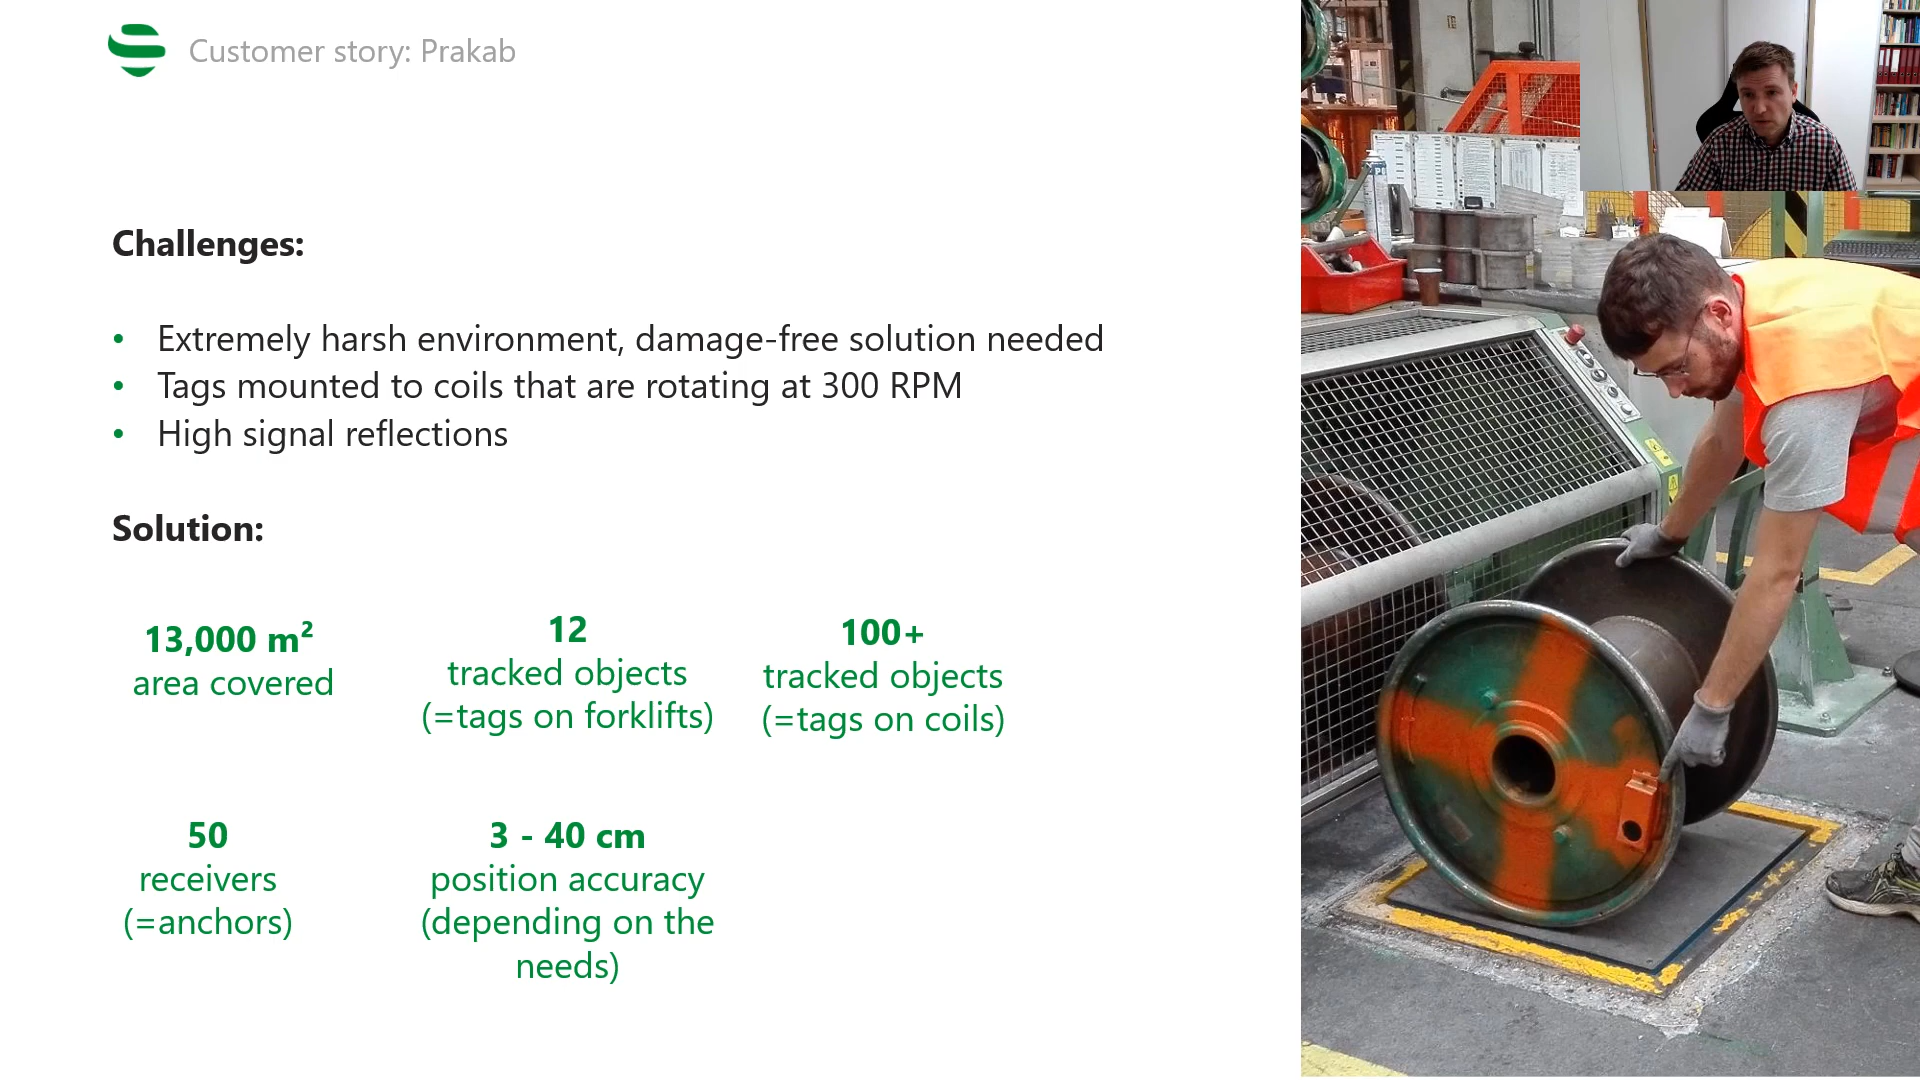 Customer story: Prakab
Challenges:
• Extremely harsh environment, damage-free solution needed
• Tags mounted to coils that are rotating at 300 RPM
• High signal reflections
Solution:
13,000 m²
area covered
12
tracked objects
(=tags on forklifts)
100+
tracked objects
(=tags on coils)
50
receivers
(=anchors)
3 - 40 cm
position accuracy
(depending on the
needs)